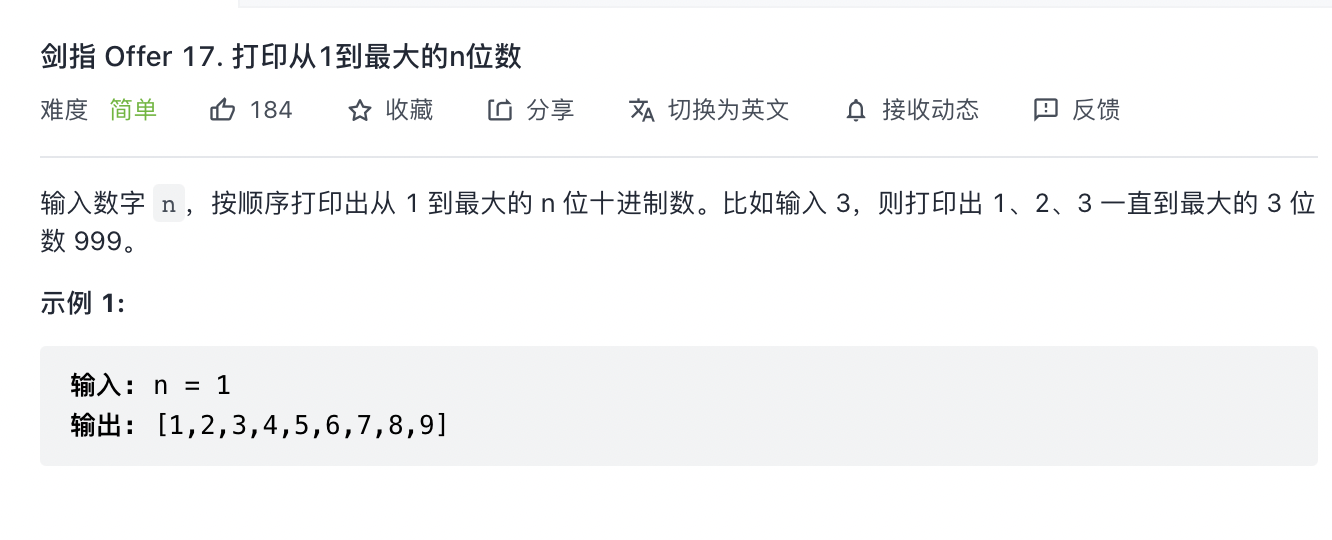 剑指 Offer 17. 打印从1到最大的n位数
难度 简单 184 收藏 分享 切换为英文 接收动态 反馈
输入数字 n ，按顺序打印出从 1 到最大的 n 位十进制数。比如输入 3，则打印出 1、2、3 一直到最大的 3 位
数 999。
示例 1:
输入: n = 1
输出: [1,2,3,4,5,6,7,8,9]